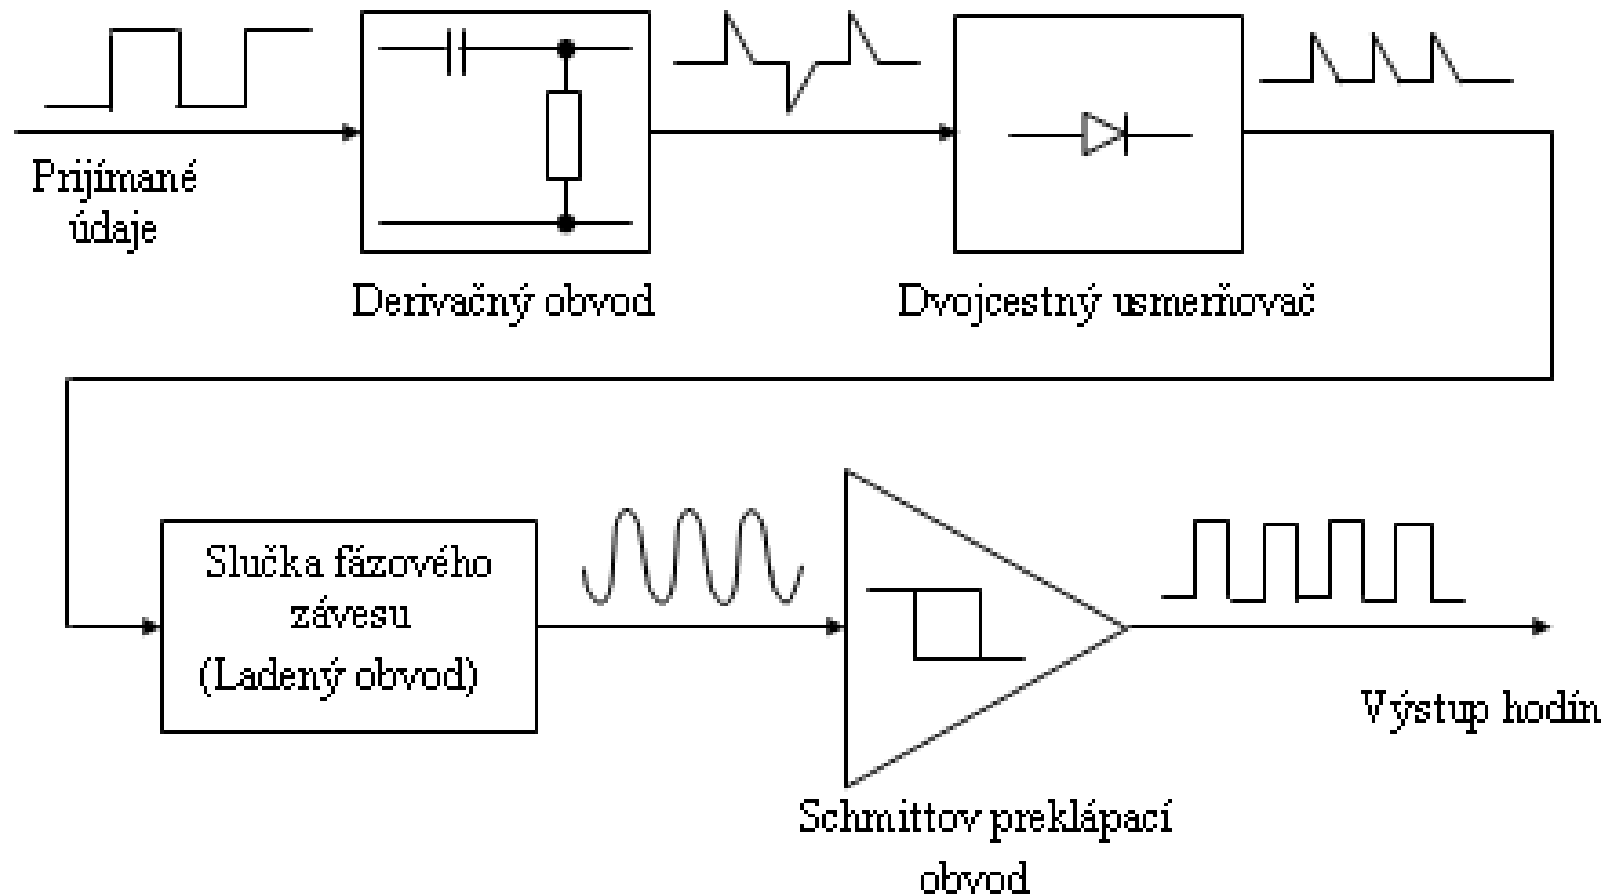 Prijímané
údaje
Derivačný obvod
Dvojcestný usmerňovač
Slučka fázového
závesu
(Ladený obvod)
Výstup hodín
Schmittov preklápací
obvod